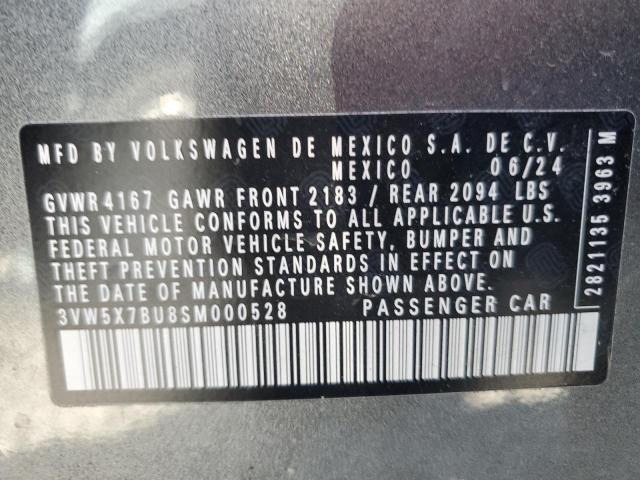 MFD BY VOLKSWAGEN DE MEXICO S.A. DE C.V.
MEXICO 06/24
GVWR 4167 GAWR FRONT 2183 / REAR 2094 LBS
THIS VEHICLE CONFORMS TO ALL APPLICABLE U.S.
FEDERAL MOTOR VEHICLE SAFETY, BUMPER AND
THEFT PREVENTION STANDARDS IN EFFECT ON
THE DATE OF MANUFACTURE SHOWN ABOVE.
3VW5X7BU8SM000528 PASSENGER CAR
2821135 3963 M